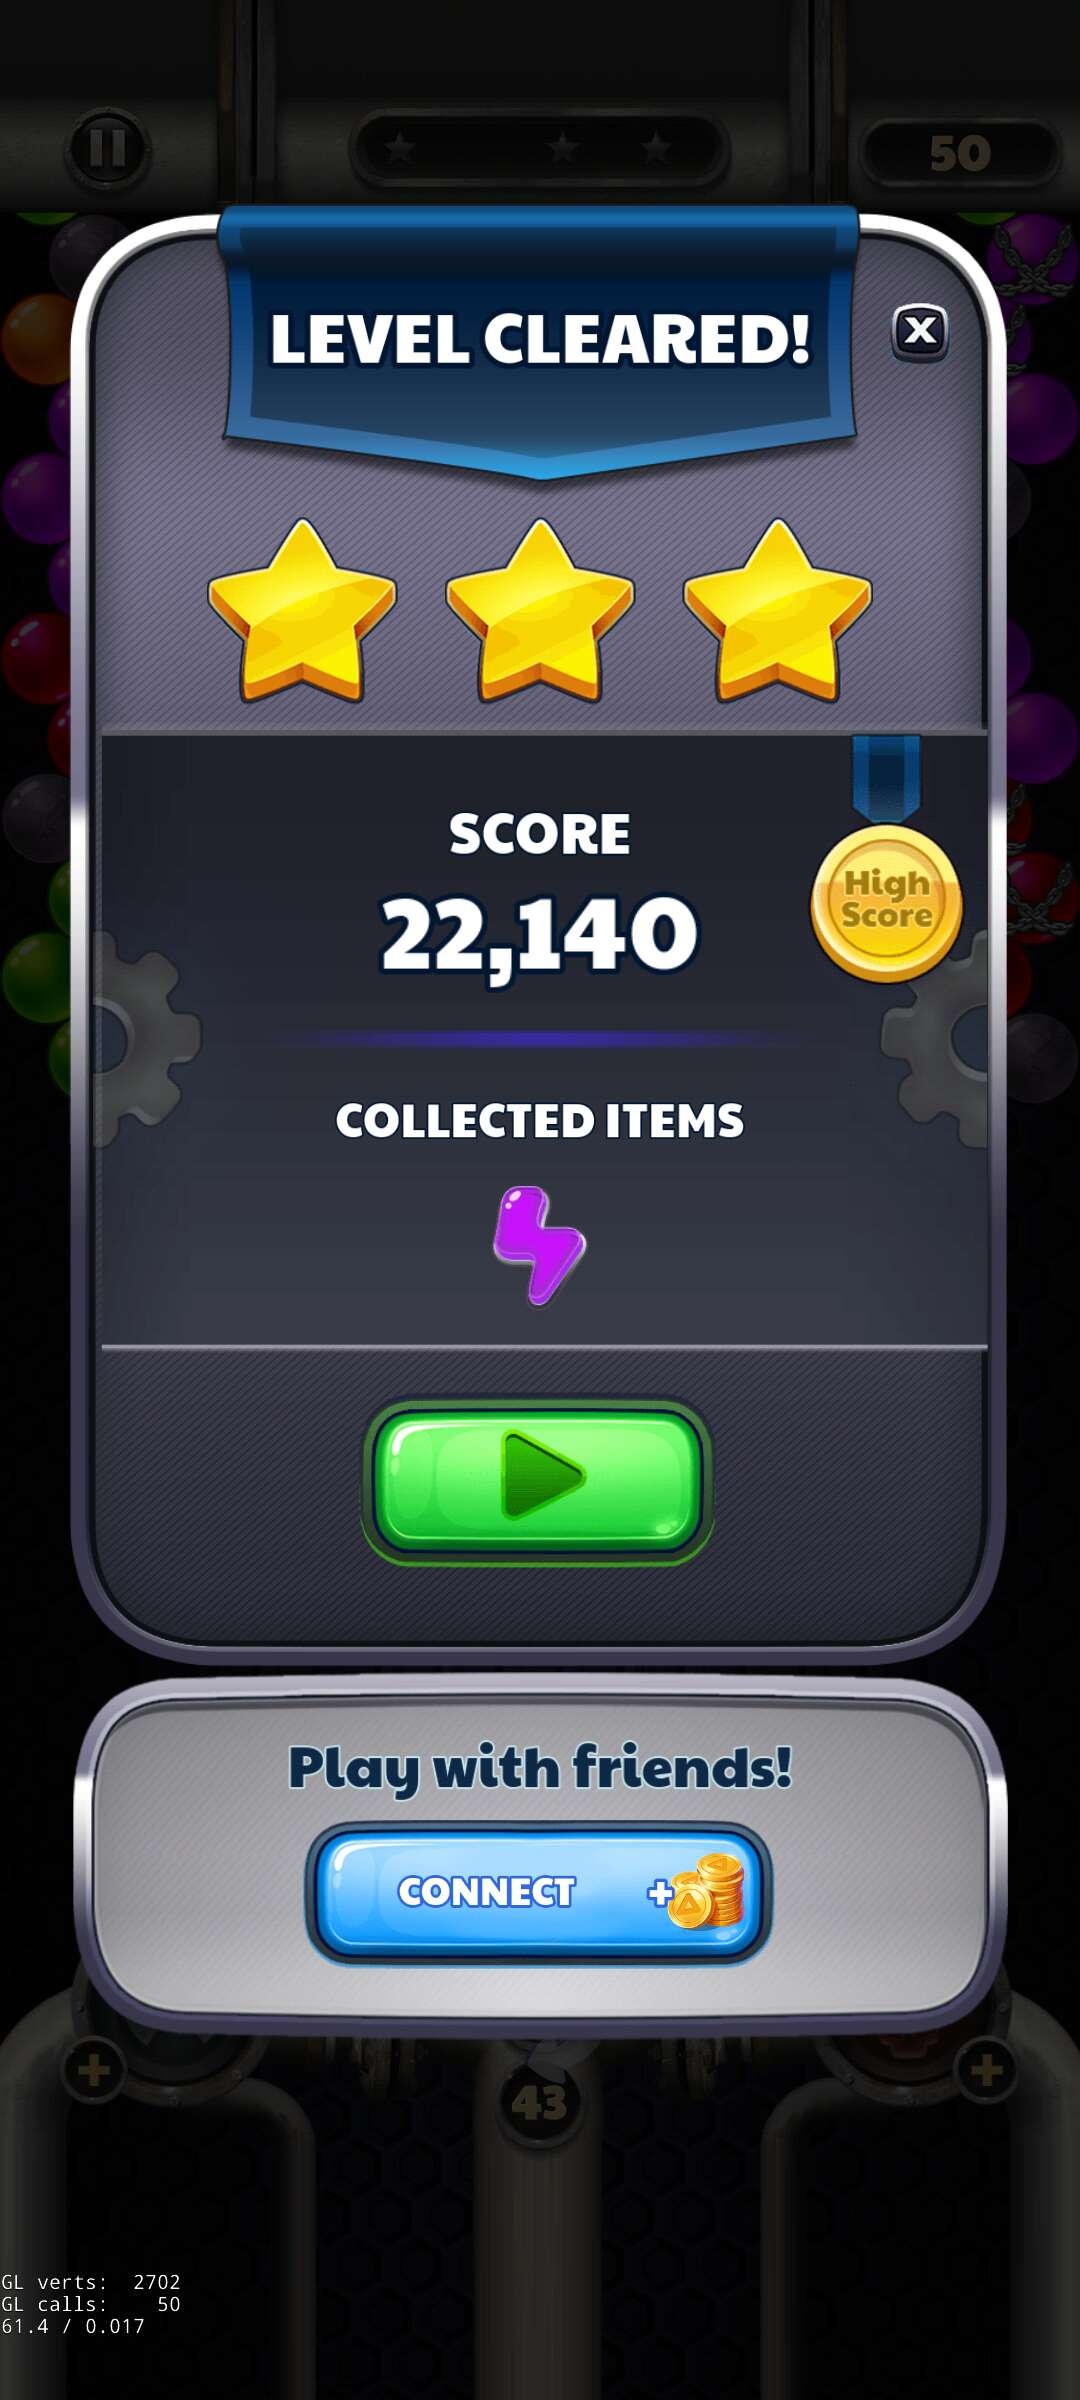 50
LEVEL CLEARED!
X
SCORE
22,140
High
Score
COLLECTED ITEMS
Play with friends!
CONNECT +
+ +
43
GL verts: 2702
GL calls: 50
61.4 / 0.017